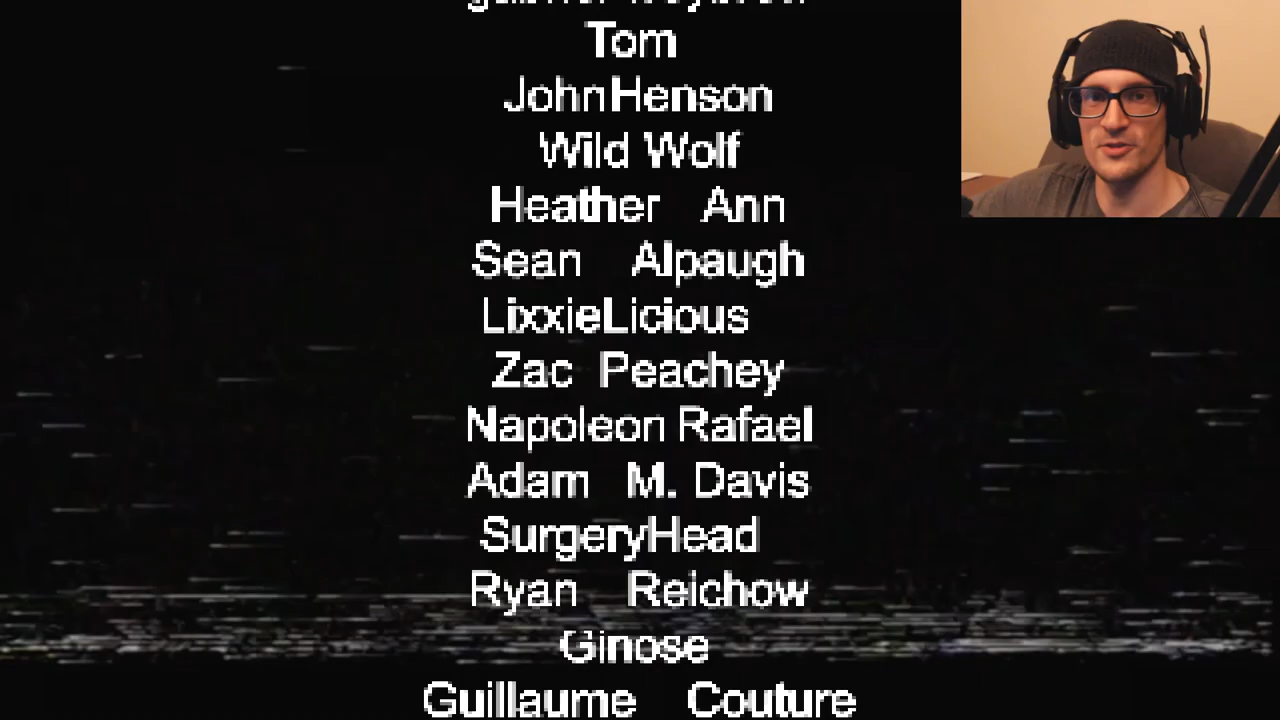 Tom
JohnHenson
Wild Wolf
Heather Ann
Sean Alpaugh
LixxieLicious
Zac Peachey
Napoleon Rafael
Adam M. Davis
SurgeryHead
Ryan Reichow
Ginose
Guillaume Couture